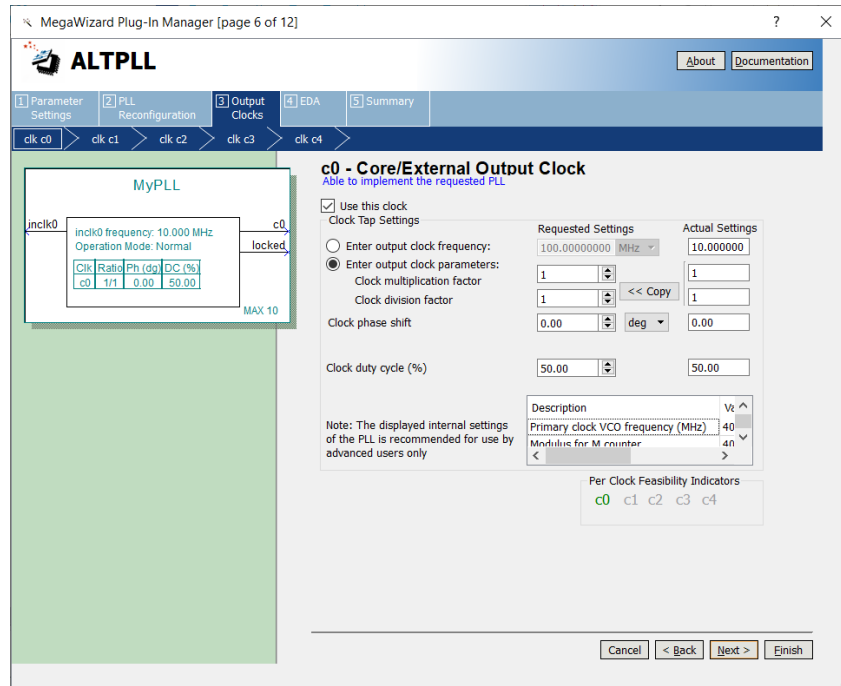 MegaWizard Plug-In Manager [page 6 of 12]
?
ALTPLL
About
Documentation
1 Parameter Settings
2 PLL Reconfiguration
3 Output Clocks
4 EDA
5 Summary
clk c0
clk c1
clk c2
clk c3
clk c4
MyPLL
inclk0
c0
locked
inclk0 frequency: 10.000 MHz
Operation Mode: Normal
Clk Ratio Ph (dg) DC (%)
c0 1/1 0.00 50.00
MAX 10
c0 - Core/External Output Clock
Able to implement the requested PLL
Use this clock
Clock Tap Settings
Requested Settings
Actual Settings
Enter output clock frequency:
100.00000000 MHz
10.000000
Enter output clock parameters:
Clock multiplication factor
1
1
<< Copy
Clock division factor
1
1
Clock phase shift
0.00
deg
0.00
Clock duty cycle (%)
50.00
50.00
Note: The displayed internal settings
of the PLL is recommended for use by
advanced users only
Description
Primary clock VCO frequency (MHz) 40
Modulus for M counter 40
Per Clock Feasibility Indicators
c0 c1 c2 c3 c4
Cancel
< Back
Next >
Finish